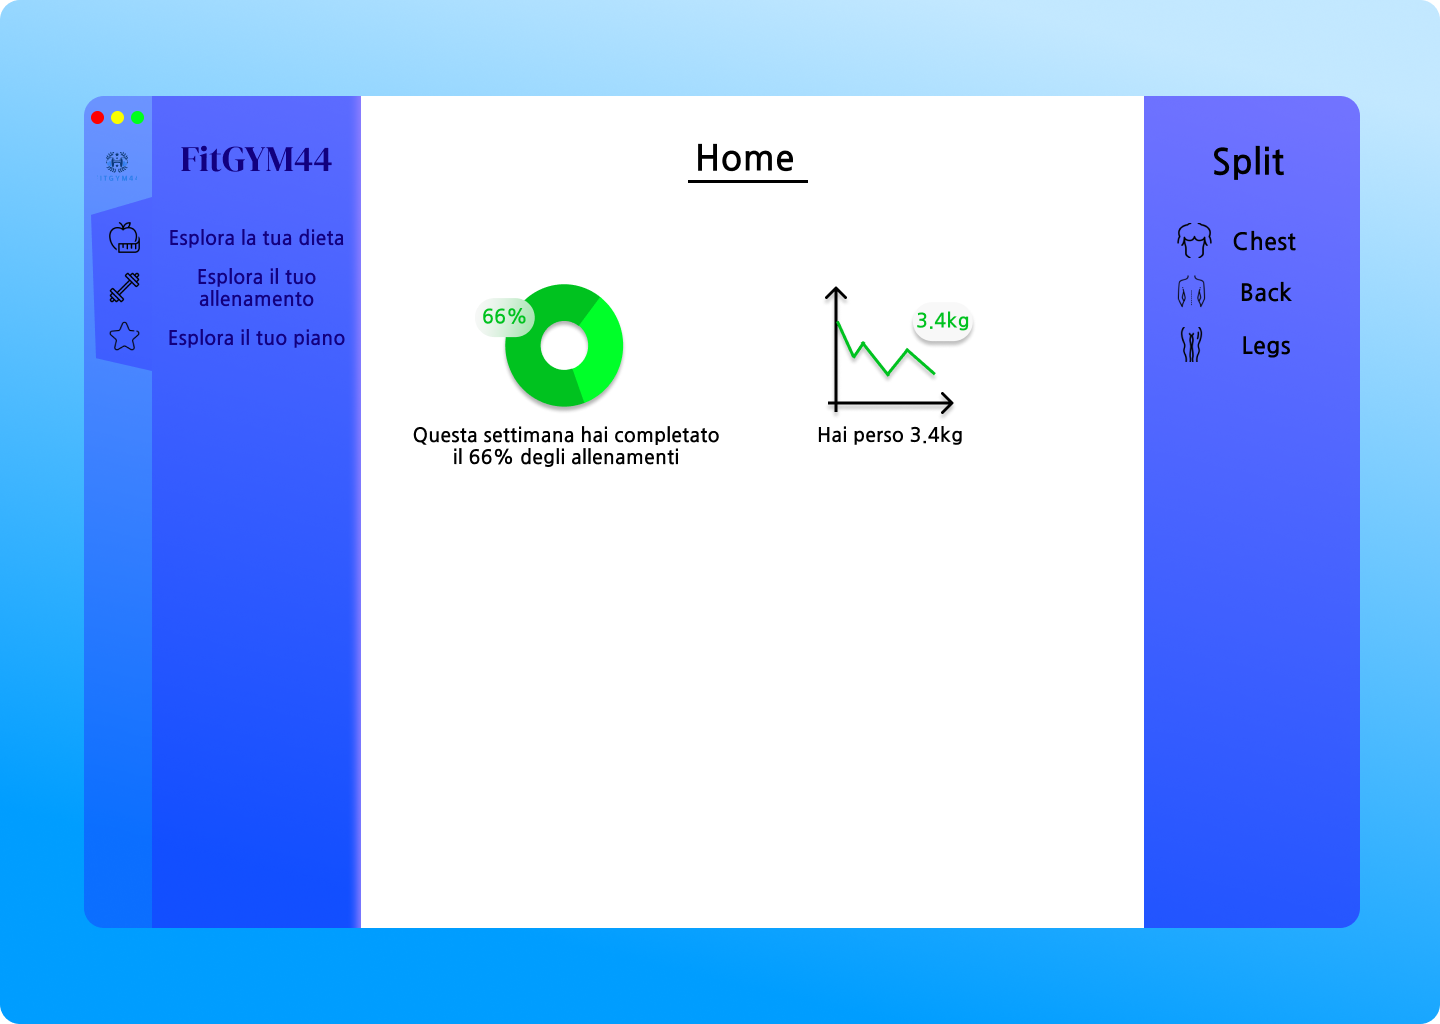 FitGYM44
Esplora la tua dieta
Esplora il tuo
allenamento
Esplora il tuo piano
Home
66%
Questa settimana hai completato
il 66% degli allenamenti
3.4kg
Hai perso 3.4kg
Split
Chest
Back
Legs